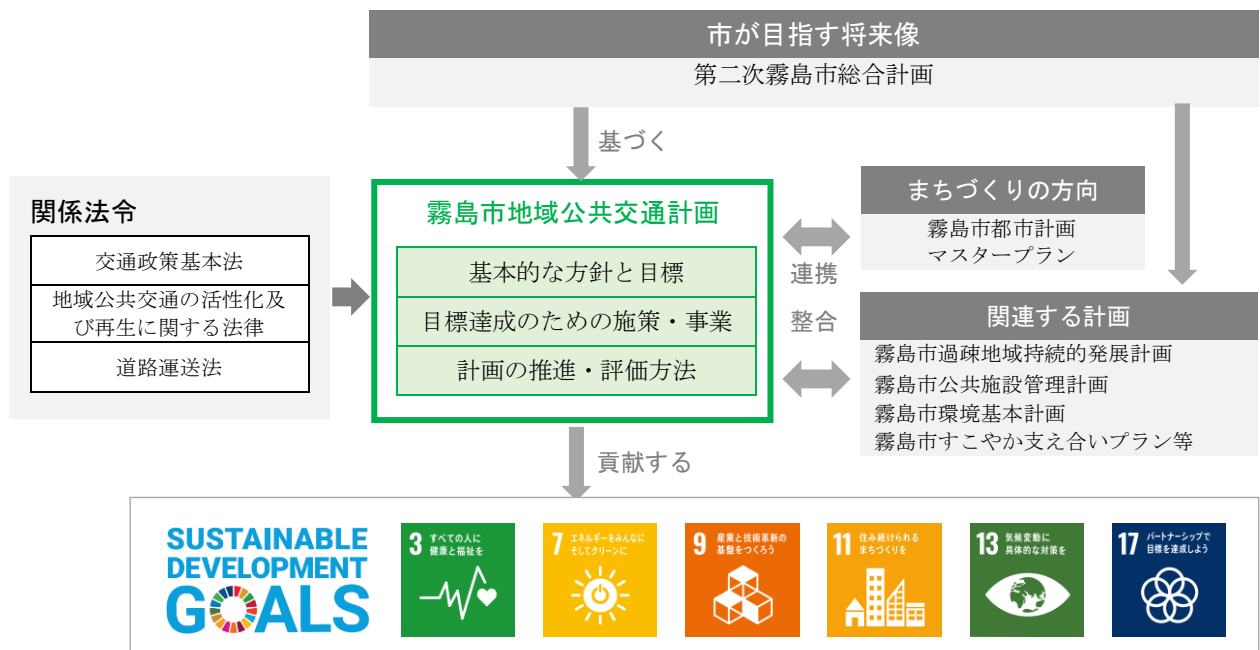 市が目指す将来像
第二次霧島市総合計画
基づく
関係法令
交通政策基本法
地域公共交通の活性化及
び再生に関する法律
道路運送法
霧島市地域公共交通計画
基本的な方針と目標
目標達成のための施策・事業
計画の推進・評価方法
連携
整合
まちづくりの方向
霧島市都市計画
マスタープラン
関連する計画
霧島市過疎地域持続的発展計画
霧島市公共施設管理計画
霧島市環境基本計画
霧島市すこやか支え合いプラン等
貢献する
SUSTAINABLE
DEVELOPMENT
GOALS
3 すべての人に
健康と福祉を
7 エネルギーをみんなに
そしてクリーンに
9 産業と技術革新の
基盤をつくろう
11 住み続けられる
まちづくりを
13 気候変動に
具体的な対策を
17 パートナーシップで
目標を達成しよう